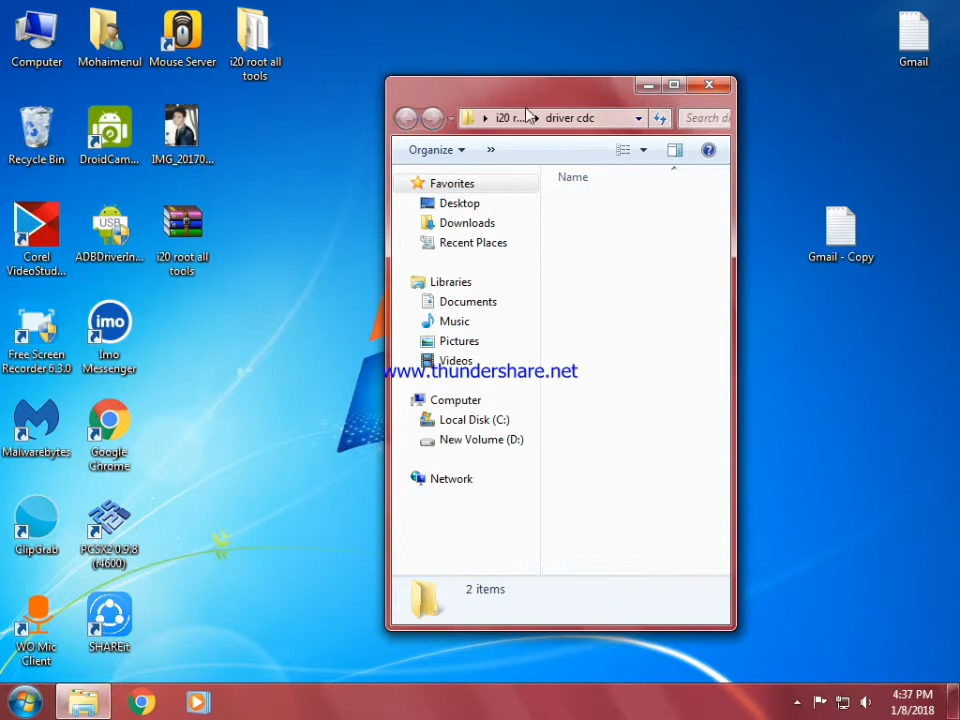 Computer
Mohaimenul
Mouse Server
i20 root all
tools
Gmail
Recycle Bin
DroidCam...
IMG_20170...
Corel
VideoStud...
ADBDriverIn...
i20 root all
tools
Gmail - Copy
Free Screen
Recorder 6.3.0
imo
Imo
Messenger
Malwarebytes
Google
Chrome
ClipGrab
PCSX2 0.9.8
(r4600)
WO Mic
Client
SHAREit
i20 r... driver cdc
Search
Organize
»
Name
Favorites
Desktop
Downloads
Recent Places
Libraries
Documents
Music
Pictures
Videos
www.thundershare.net
Computer
Local Disk (C:)
New Volume (D:)
Network
2 items
USB
4:37 PM
1/8/2018